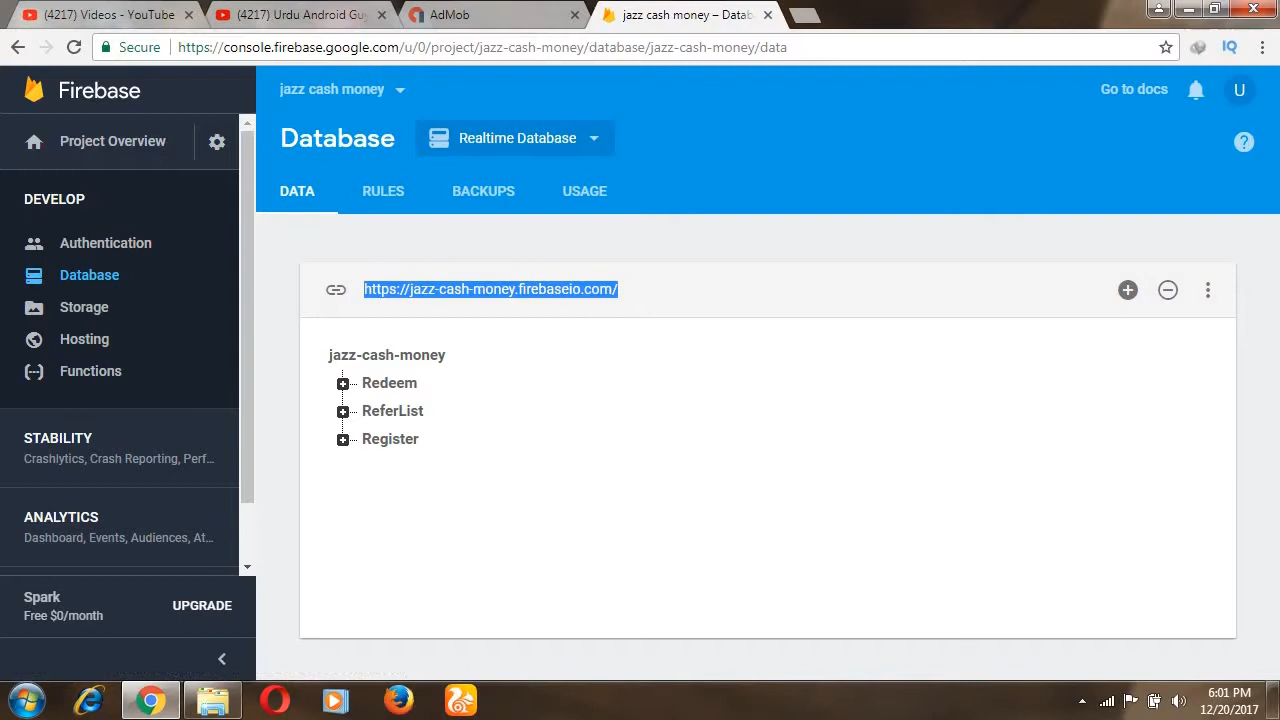 (4217) Videos - YouTube
(4217) Urdu Android Guy
AdMob
jazz cash money – Datab
Secure
https://console.firebase.google.com/u/0/project/jazz-cash-money/database/jazz-cash-money/data
IQ
Firebase
jazz cash money
Go to docs
U
Project Overview
Database
Realtime Database
?
DATA
RULES
BACKUPS
USAGE
DEVELOP
Authentication
Database
Storage
Hosting
Functions
https://jazz-cash-money.firebaseio.com/
jazz-cash-money
Redeem
ReferList
Register
STABILITY
Crashlytics, Crash Reporting, Perf...
ANALYTICS
Dashboard, Events, Audiences, At...
Spark
Free $0/month
UPGRADE
6:01 PM
12/20/2017